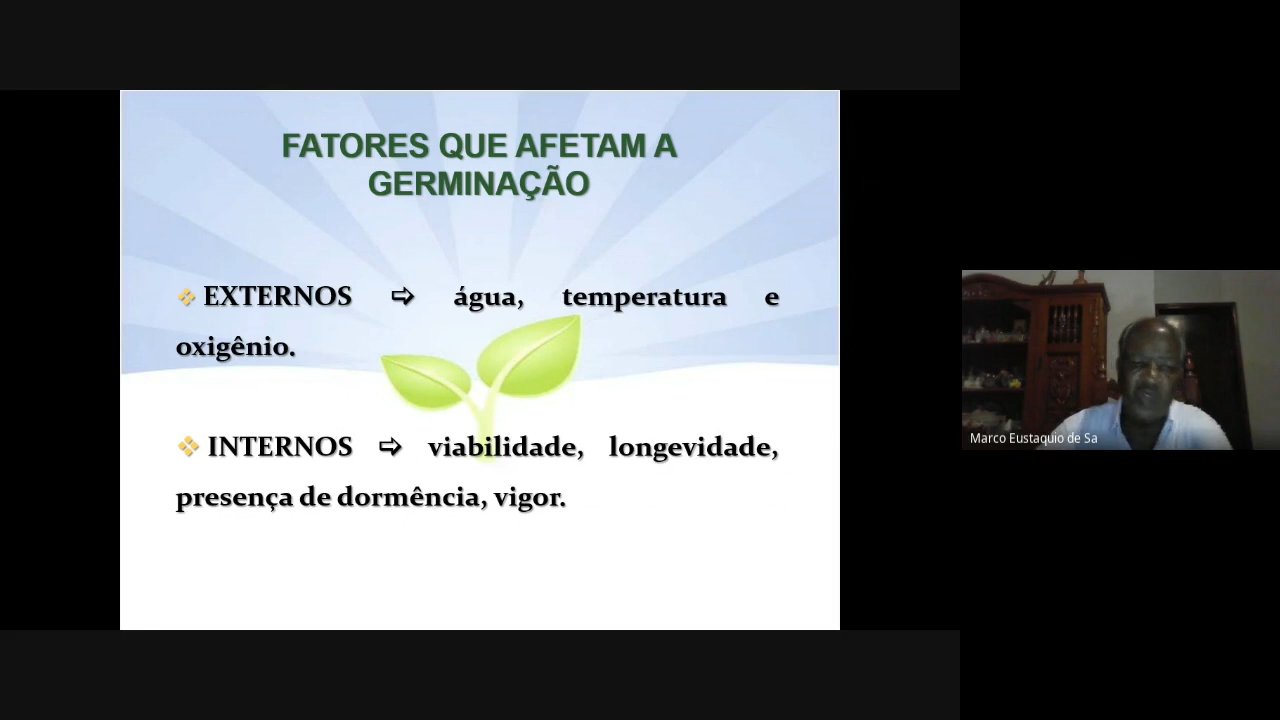 FATORES QUE AFETAM A
GERMINAÇÃO
❖ EXTERNOS ⇨ água, temperatura e
oxigênio.
❖ INTERNOS ⇨ viabilidade, longevidade,
presença de dormência, vigor.
Marco Eustaquio de Sa